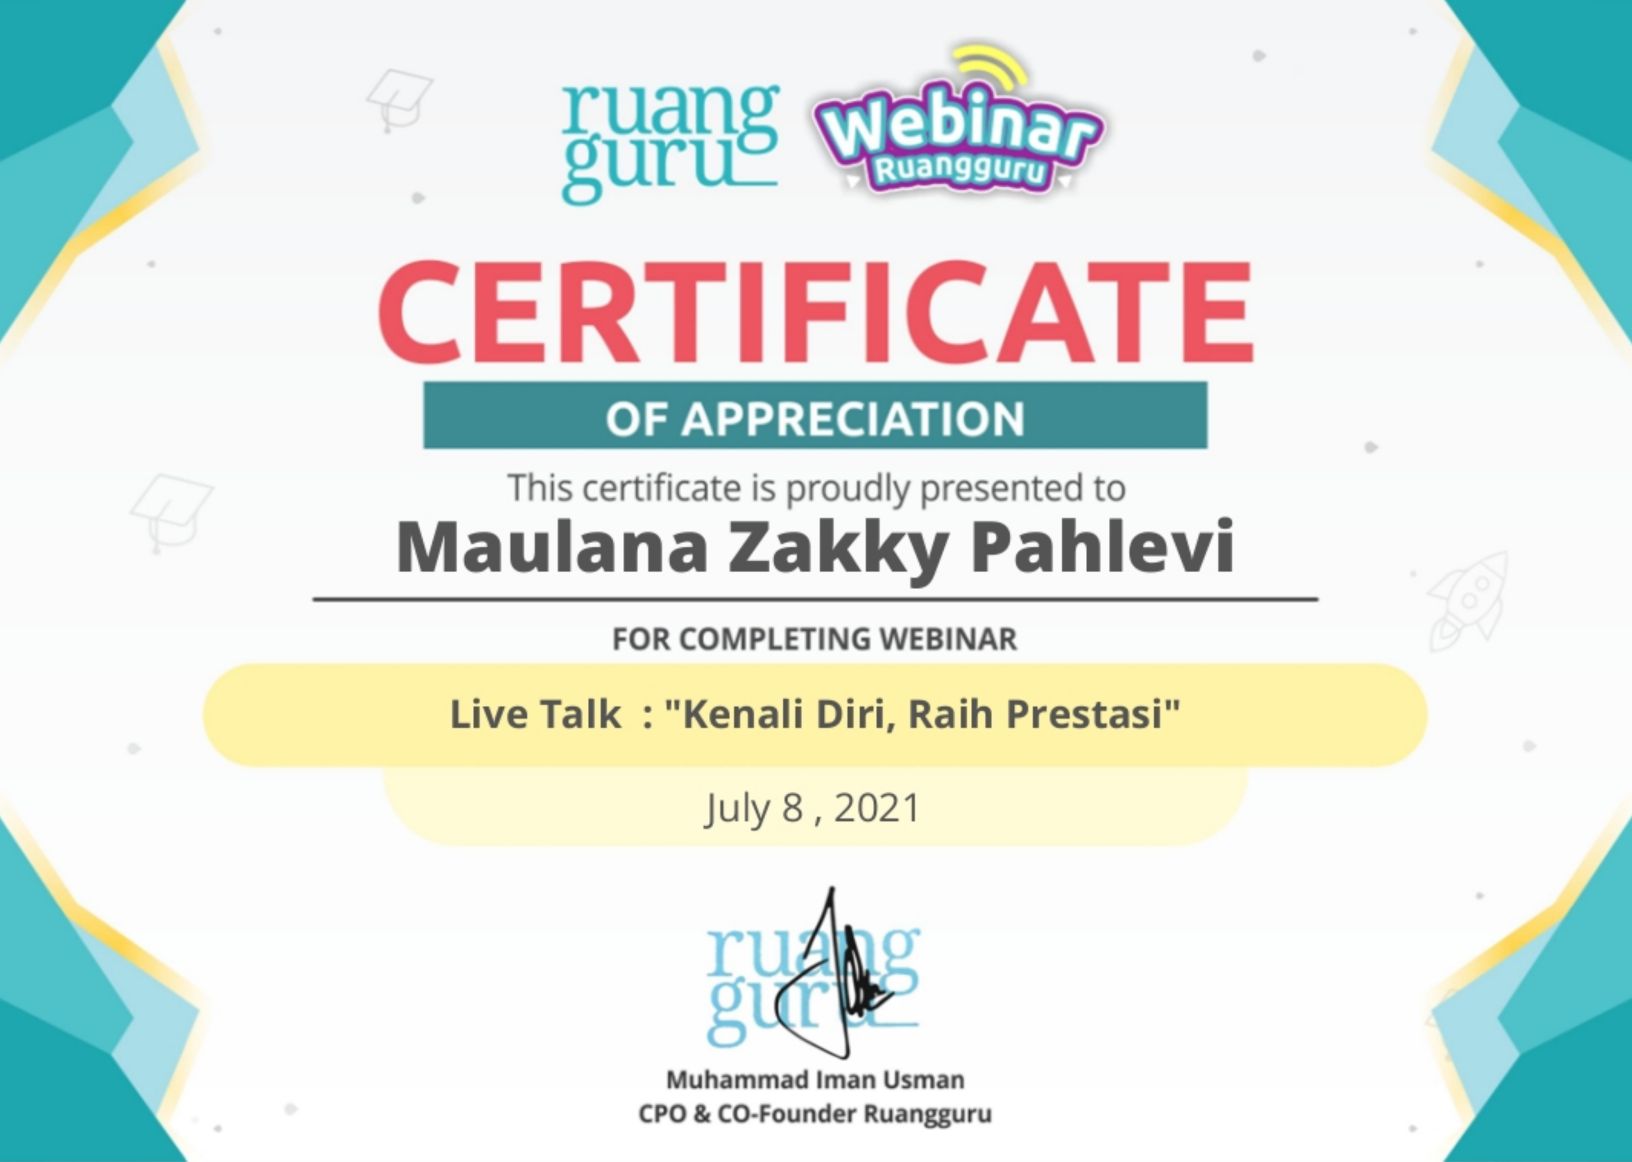 ruang
guru
Webinar
Ruangguru
CERTIFICATE
OF APPRECIATION
This certificate is proudly presented to
Maulana Zakky Pahlevi
FOR COMPLETING WEBINAR
Live Talk : "Kenali Diri, Raih Prestasi"
July 8 , 2021
ruang
guru
Muhammad Iman Usman
CPO & CO-Founder Ruangguru